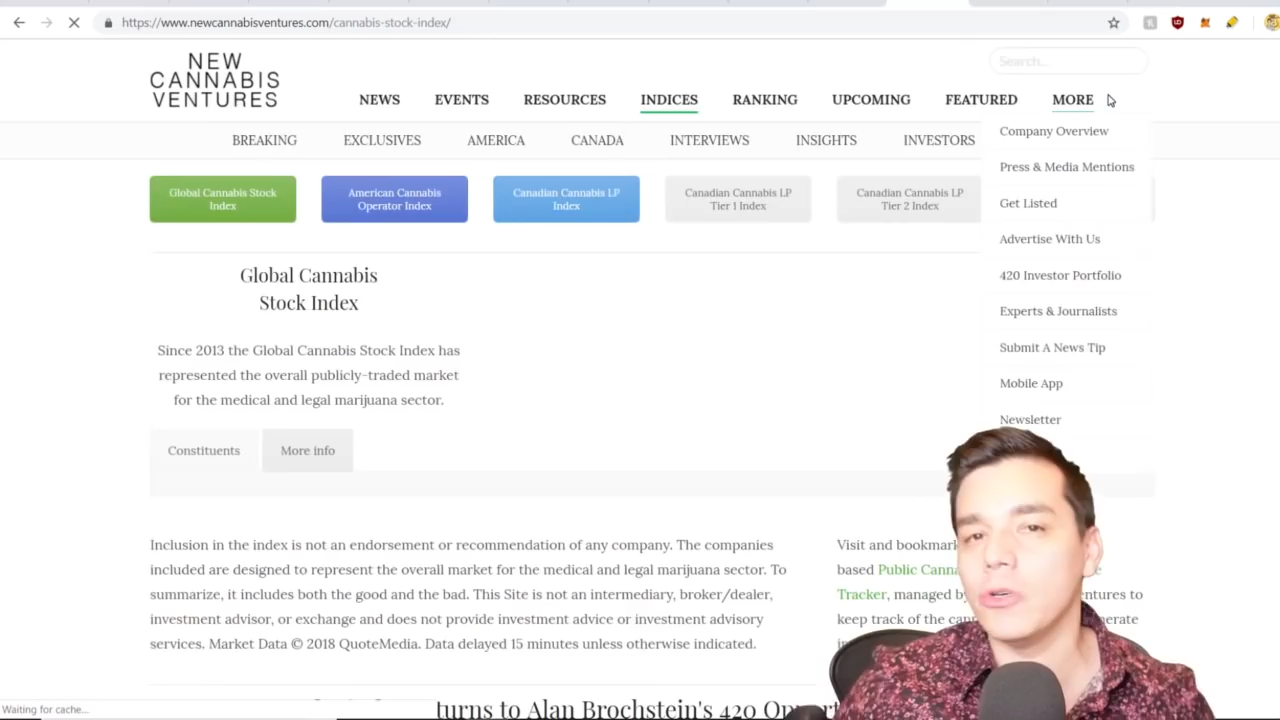 https://www.newcannabisventures.com/cannabis-stock-index/
NEW
CANNABIS
VENTURES
Search...
NEWS EVENTS RESOURCES INDICES RANKING UPCOMING FEATURED MORE
BREAKING EXCLUSIVES AMERICA CANADA INTERVIEWS INSIGHTS INVESTORS
Company Overview
Press & Media Mentions
Get Listed
Advertise With Us
420 Investor Portfolio
Experts & Journalists
Submit A News Tip
Mobile App
Newsletter
Global Cannabis Stock
Index
American Cannabis
Operator Index
Canadian Cannabis LP
Index
Canadian Cannabis LP
Tier 1 Index
Canadian Cannabis LP
Tier 2 Index
Global Cannabis
Stock Index
Since 2013 the Global Cannabis Stock Index has
represented the overall publicly-traded market
for the medical and legal marijuana sector.
Constituents More info
Inclusion in the index is not an endorsement or recommendation of any company. The companies
included are designed to represent the overall market for the medical and legal marijuana sector. To
summarize, it includes both the good and the bad. This Site is not an intermediary, broker/dealer,
investment advisor, or exchange and does not provide investment advice or investment advisory
services. Market Data © 2018 QuoteMedia. Data delayed 15 minutes unless otherwise indicated.
Visit and bookmark
based Public
Tracker, managed
to
keep track of the
turns to Alan Brochstein's 420
Waiting for cache...